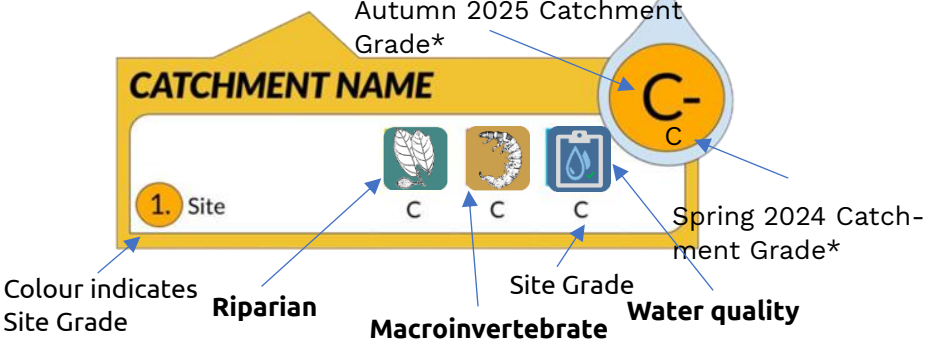 Autumn 2025 Catchment
Grade*
CATCHMENT NAME
C-
C
1. Site
C C C
Spring 2024 Catch-
ment Grade*
Colour indicates
Site Grade
Riparian
Macroinvertebrate
Site Grade
Water quality